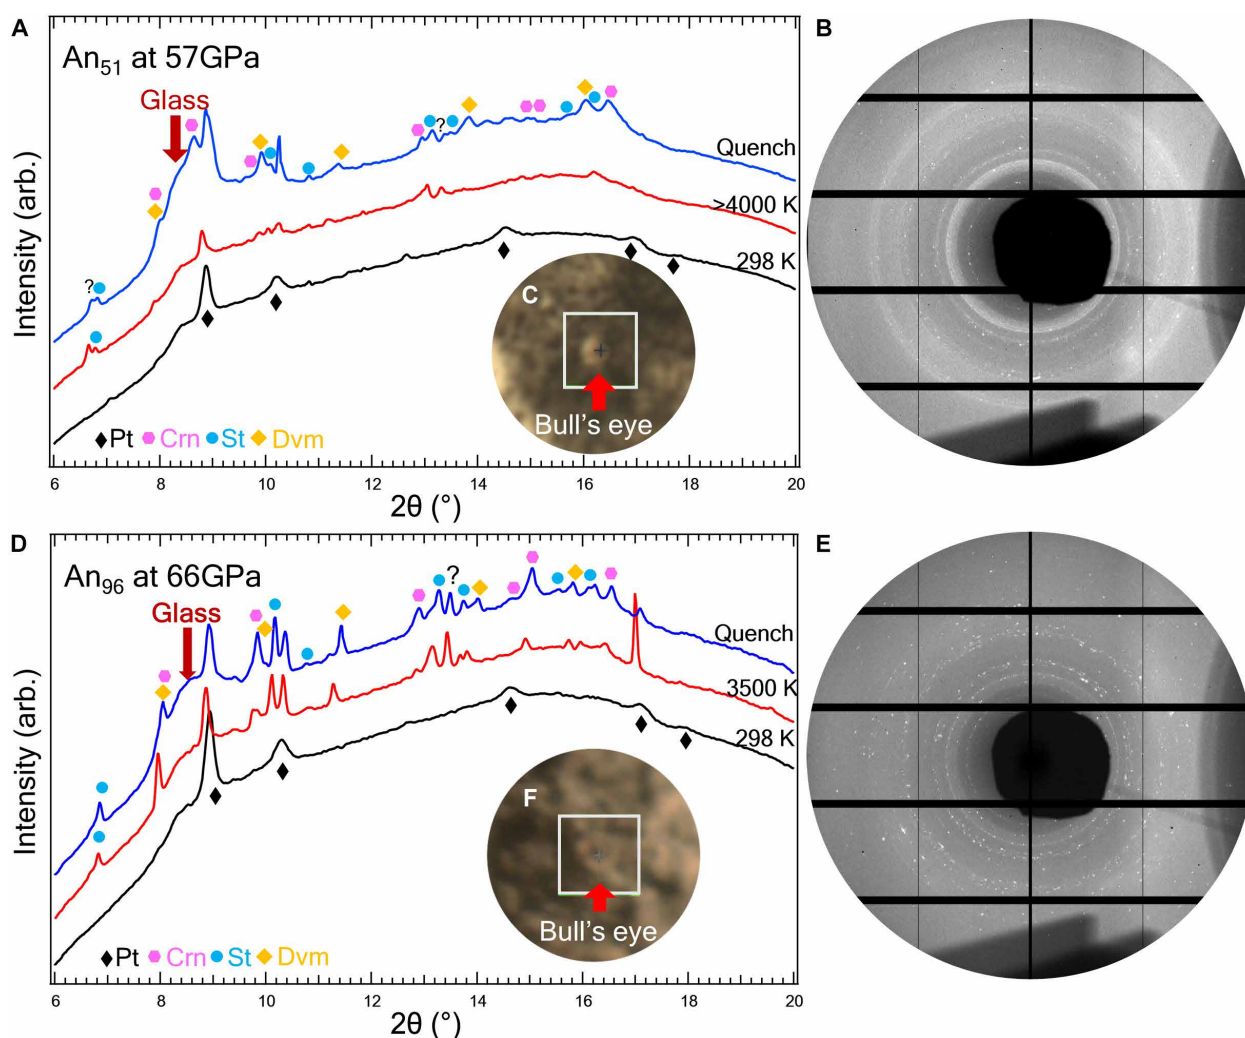 A
An51 at 57GPa
Glass
?
?
Quench
>4000 K
298 K
C
Bull's eye
Pt Crn St Dvm
Intensity (arb.)
6 8 10 12 14 16 18 20
2θ (°)
B
D
An96 at 66GPa
Glass
?
Quench
3500 K
298 K
F
Bull's eye
Pt Crn St Dvm
Intensity (arb.)
6 8 10 12 14 16 18 20
2θ (°)
E